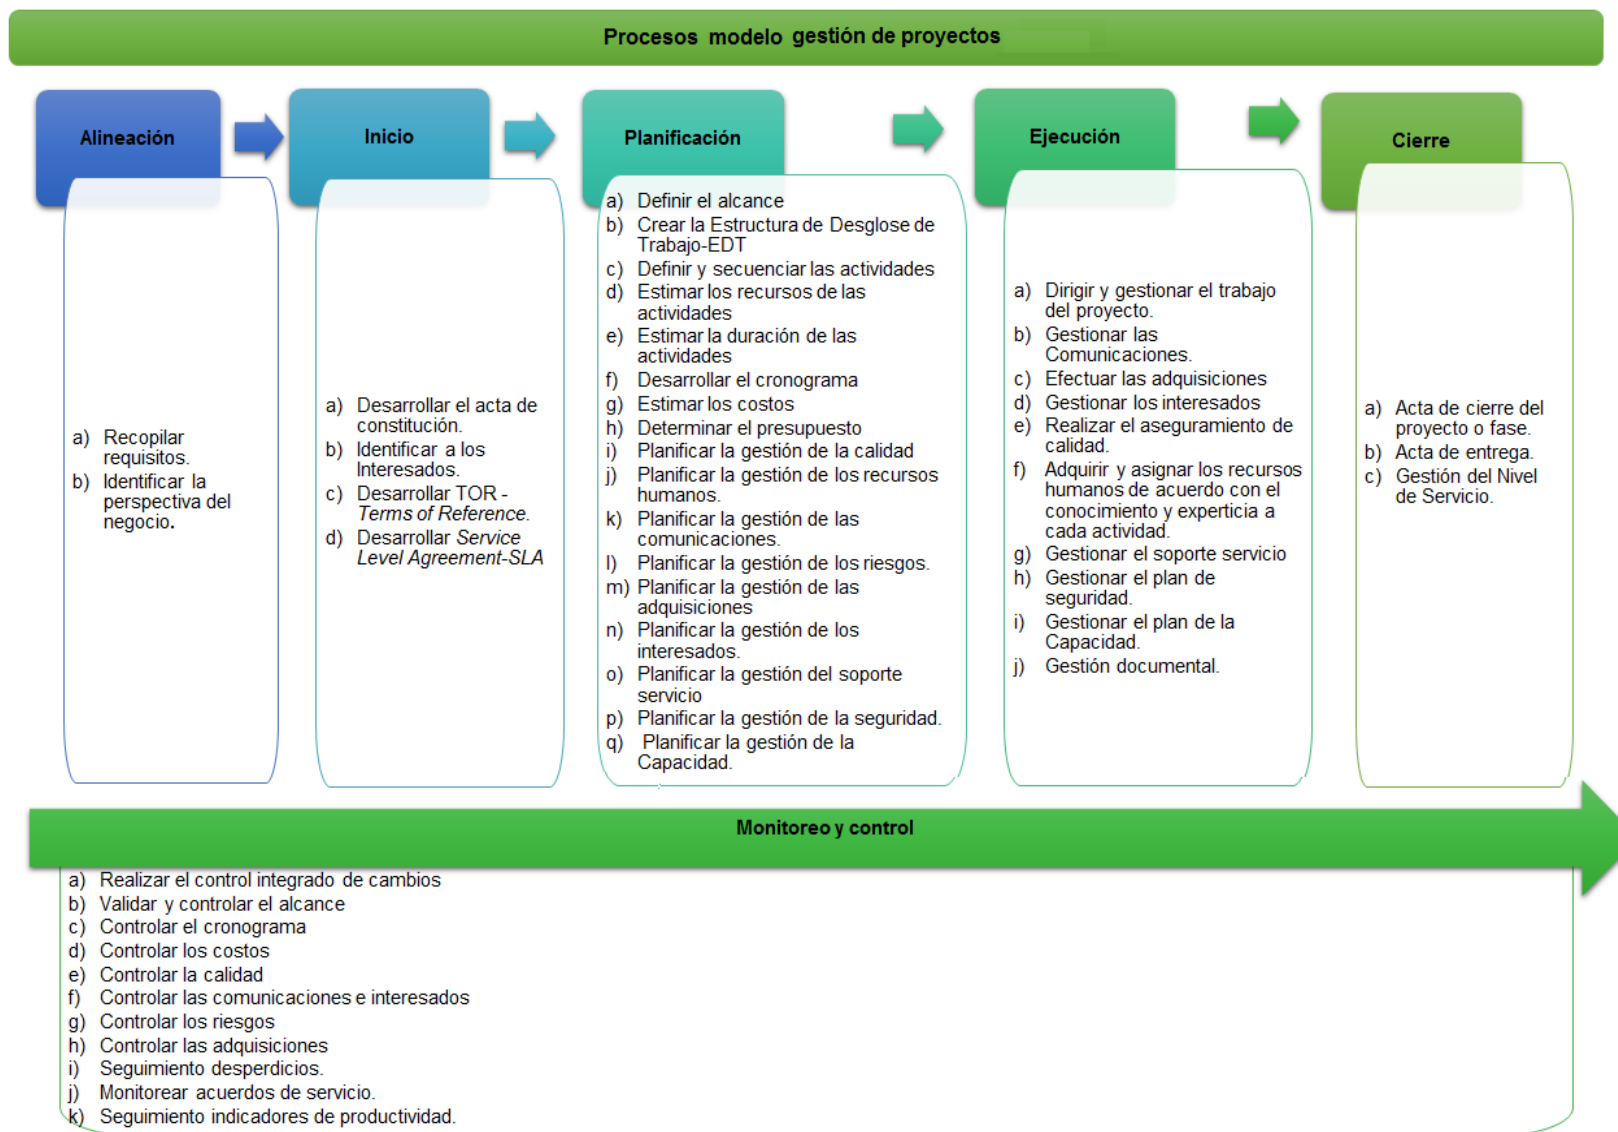 Procesos modelo gestión de proyectos
Alineación
a) Recopilar
requisitos.
b) Identificar la
perspectiva del
negocio.
Inicio
a) Desarrollar el acta de
constitución.
b) Identificar a los
Interesados.
c) Desarrollar TOR -
Terms of Reference.
d) Desarrollar Service
Level Agreement-SLA
Planificación
a) Definir el alcance
b) Crear la Estructura de Desglose de
Trabajo-EDT
c) Definir y secuenciar las actividades
d) Estimar los recursos de las
actividades
e) Estimar la duración de las
actividades
f) Desarrollar el cronograma
g) Estimar los costos
h) Determinar el presupuesto
i) Planificar la gestión de la calidad
j) Planificar la gestión de los recursos
humanos.
k) Planificar la gestión de las
comunicaciones.
l) Planificar la gestión de los riesgos.
m) Planificar la gestión de las
adquisiciones
n) Planificar la gestión de los
interesados.
o) Planificar la gestión del soporte
servicio
p) Planificar la gestión de la seguridad.
q) Planificar la gestión de la
Capacidad.
Ejecución
a) Dirigir y gestionar el trabajo
del proyecto.
b) Gestionar las
Comunicaciones.
c) Efectuar las adquisiciones
d) Gestionar los interesados
e) Realizar el aseguramiento de
calidad.
f) Adquirir y asignar los recursos
humanos de acuerdo con el
conocimiento y experticia a
cada actividad.
g) Gestionar el soporte servicio
h) Gestionar el plan de
seguridad.
i) Gestionar el plan de la
Capacidad.
j) Gestión documental.
Cierre
a) Acta de cierre del
proyecto o fase.
b) Acta de entrega.
c) Gestión del Nivel
de Servicio.
Monitoreo y control
a) Realizar el control integrado de cambios
b) Validar y controlar el alcance
c) Controlar el cronograma
d) Controlar los costos
e) Controlar la calidad
f) Controlar las comunicaciones e interesados
g) Controlar los riesgos
h) Controlar las adquisiciones
i) Seguimiento desperdicios.
j) Monitorear acuerdos de servicio.
k) Seguimiento indicadores de productividad.